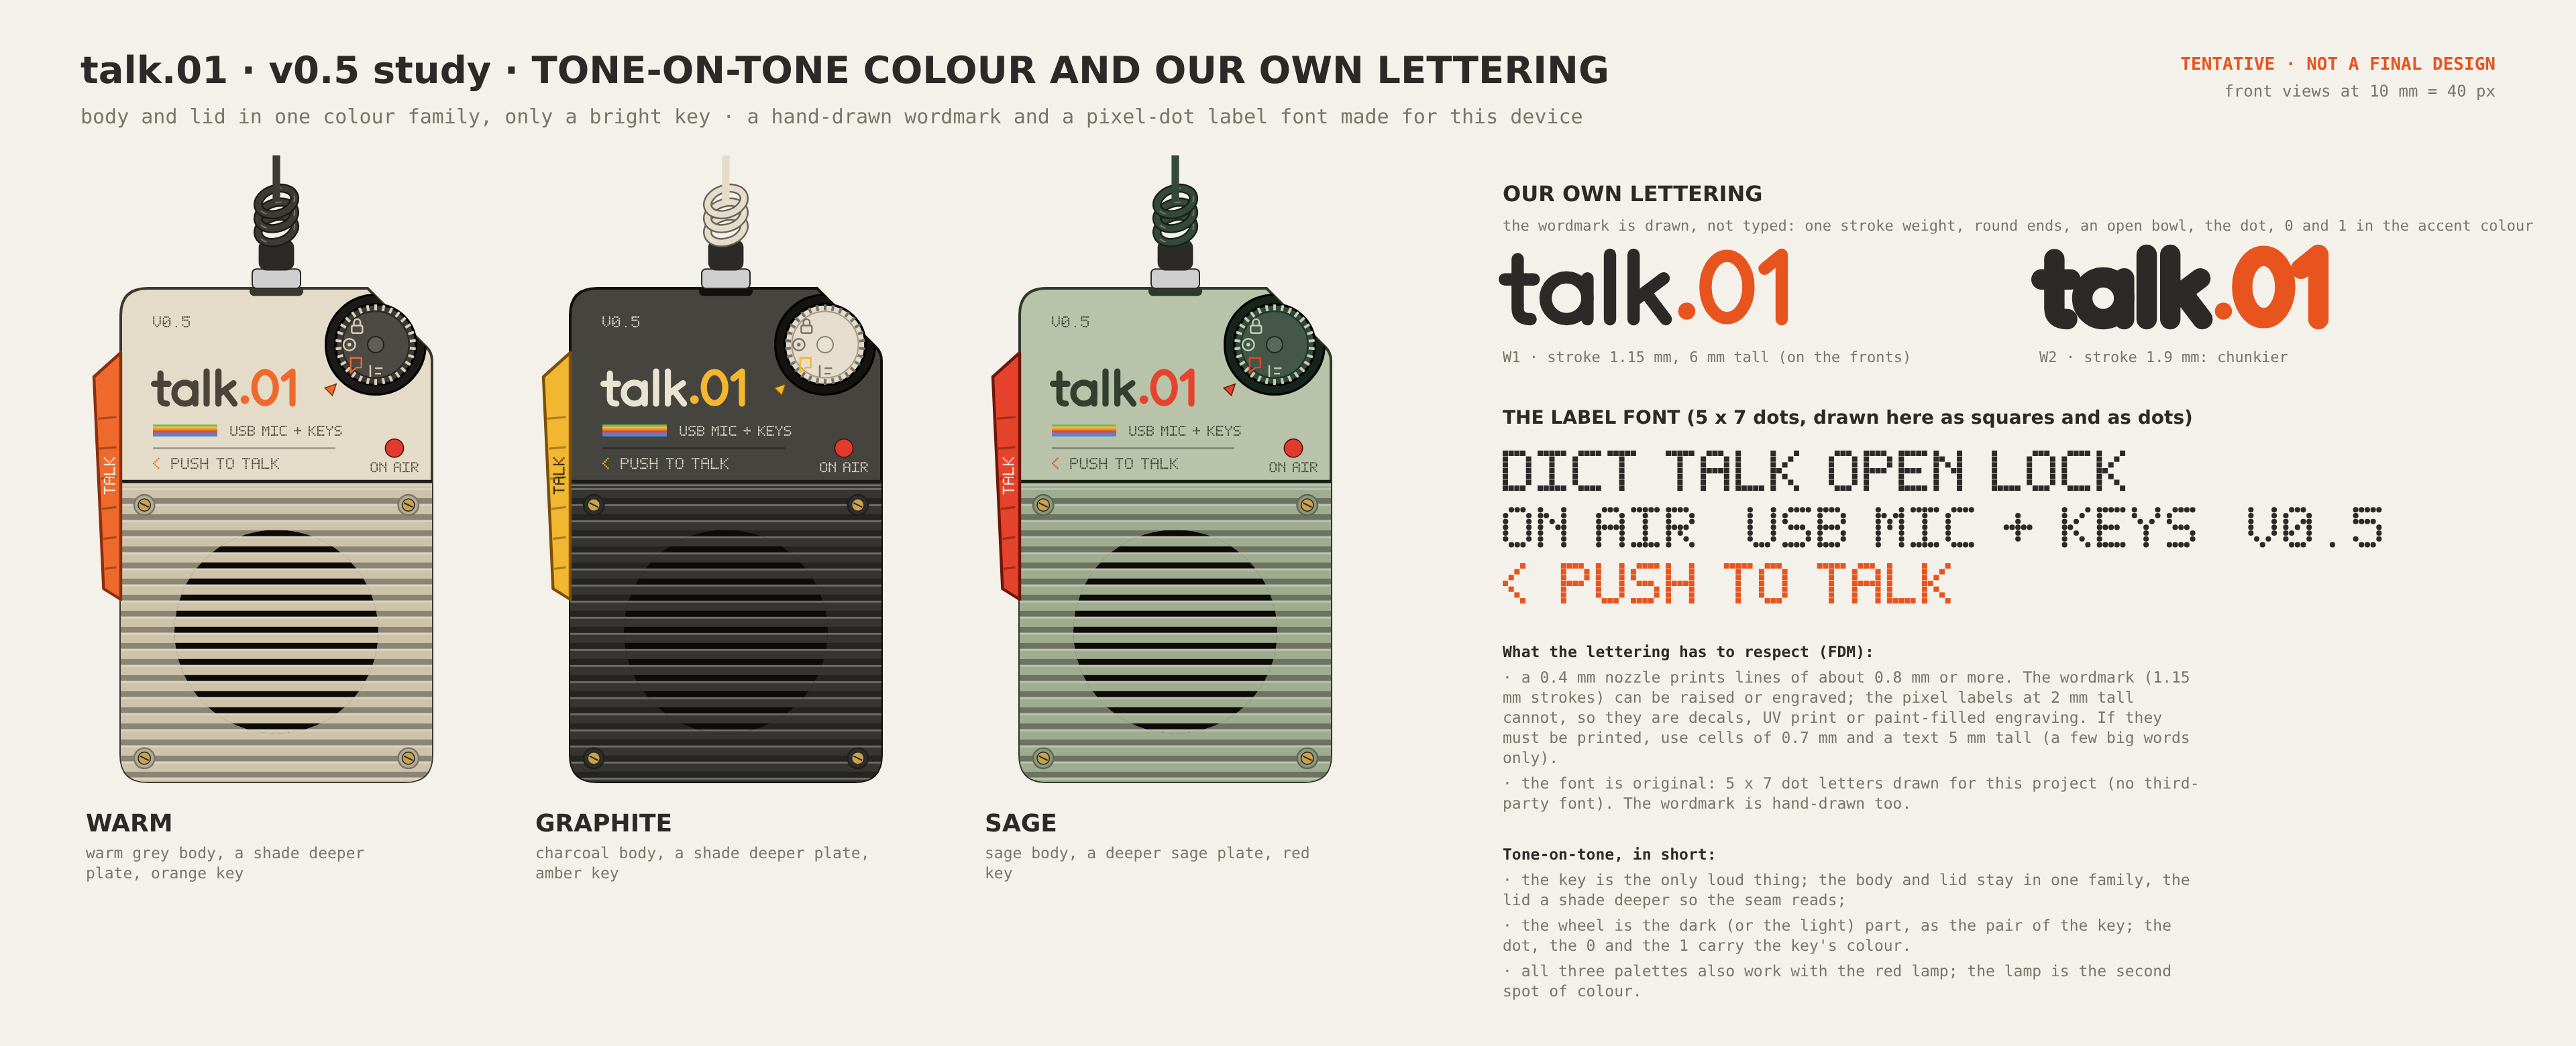 talk.01 · v0.5 study · TONE-ON-TONE COLOUR AND OUR OWN LETTERING
body and lid in one colour family, only a bright key · a hand-drawn wordmark and a pixel-dot label font made for this device
TENTATIVE · NOT A FINAL DESIGN
front views at 10 mm = 40 px
V0.5
talk.01
USB MIC + KEYS
< PUSH TO TALK
ON AIR
TALK
WARM
warm grey body, a shade deeper
plate, orange key
V0.5
talk.01
USB MIC + KEYS
< PUSH TO TALK
ON AIR
TALK
GRAPHITE
charcoal body, a shade deeper plate,
amber key
V0.5
talk.01
USB MIC + KEYS
< PUSH TO TALK
ON AIR
TALK
SAGE
sage body, a deeper sage plate, red
key
OUR OWN LETTERING
the wordmark is drawn, not typed: one stroke weight, round ends, an open bowl, the dot, 0 and 1 in the accent colour
talk.01
talk.01
W1 · stroke 1.15 mm, 6 mm tall (on the fronts)
W2 · stroke 1.9 mm: chunkier
THE LABEL FONT (5 x 7 dots, drawn here as squares and as dots)
DICT TALK OPEN LOCK
ON AIR USB MIC + KEYS V0.5
< PUSH TO TALK
What the lettering has to respect (FDM):
· a 0.4 mm nozzle prints lines of about 0.8 mm or more. The wordmark (1.15
mm strokes) can be raised or engraved; the pixel labels at 2 mm tall
cannot, so they are decals, UV print or paint-filled engraving. If they
must be printed, use cells of 0.7 mm and a text 5 mm tall (a few big words
only).
· the font is original: 5 x 7 dot letters drawn for this project (no third-
party font). The wordmark is hand-drawn too.
Tone-on-tone, in short:
· the key is the only loud thing; the body and lid stay in one family, the
lid a shade deeper so the seam reads;
· the wheel is the dark (or the light) part, as the pair of the key; the
dot, the 0 and the 1 carry the key's colour.
· all three palettes also work with the red lamp; the lamp is the second
spot of colour.